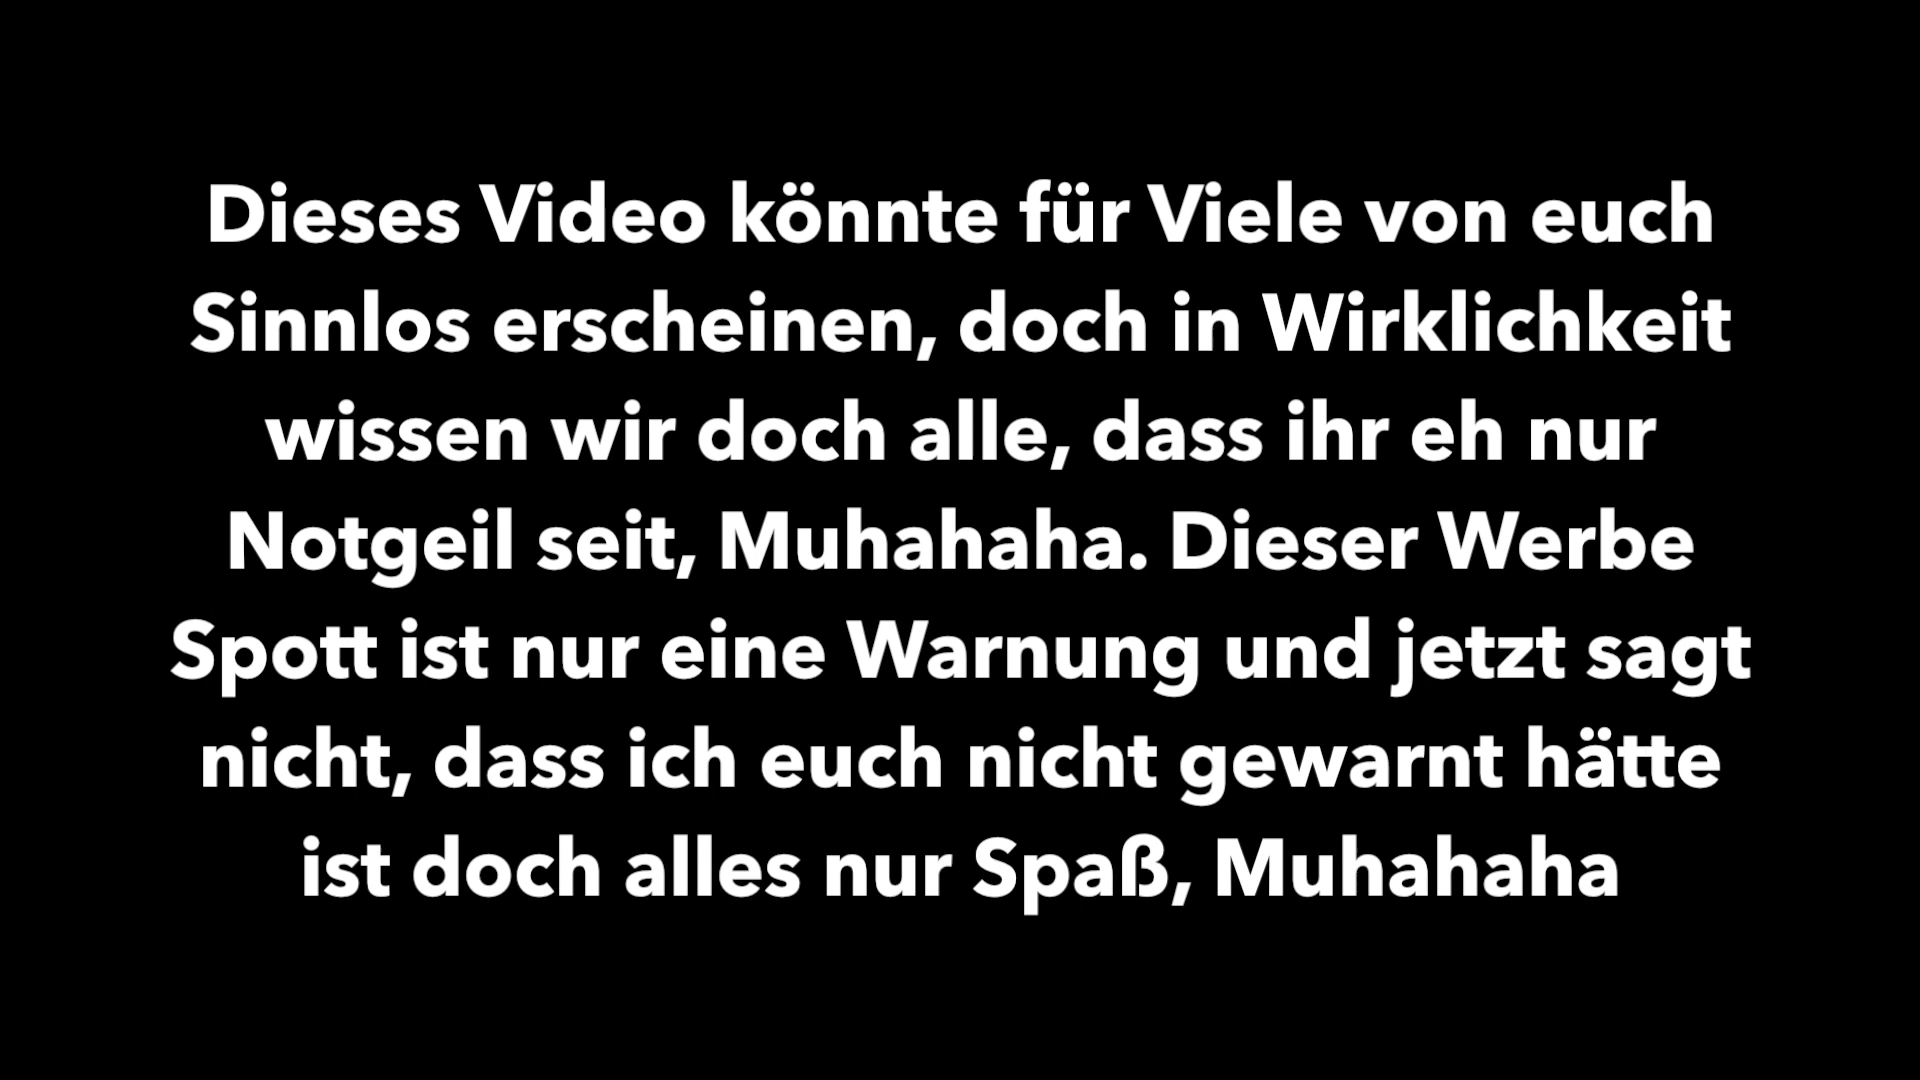 Dieses Video könnte für Viele von euch
Sinnlos erscheinen, doch in Wirklichkeit
wissen wir doch alle, dass ihr eh nur
Notgeil seit, Muhahaha. Dieser Werbe
Spott ist nur eine Warnung und jetzt sagt
nicht, dass ich euch nicht gewarnt hätte
ist doch alles nur Spaß, Muhahaha